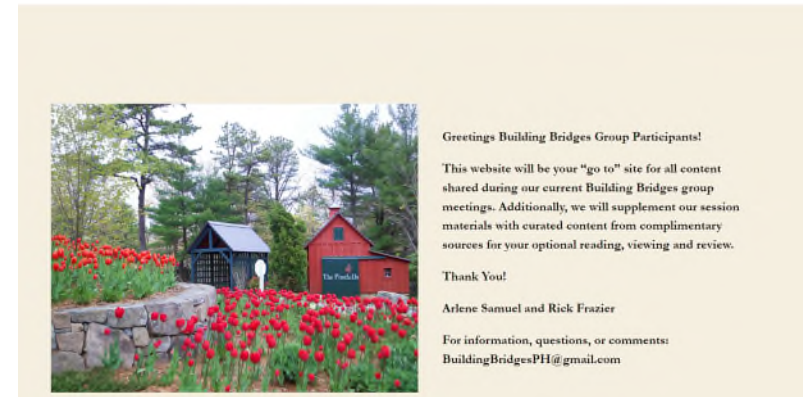 Greetings Building Bridges Group Participants!
This website will be your “go to” site for all content
shared during our current Building Bridges group
meetings. Additionally, we will supplement our session
materials with curated content from complimentary
sources for your optional reading, viewing and review.
Thank You!
Arlene Samuel and Rick Frazier
For information, questions, or comments:
BuildingBridgesPH@gmail.com
The Pinehills